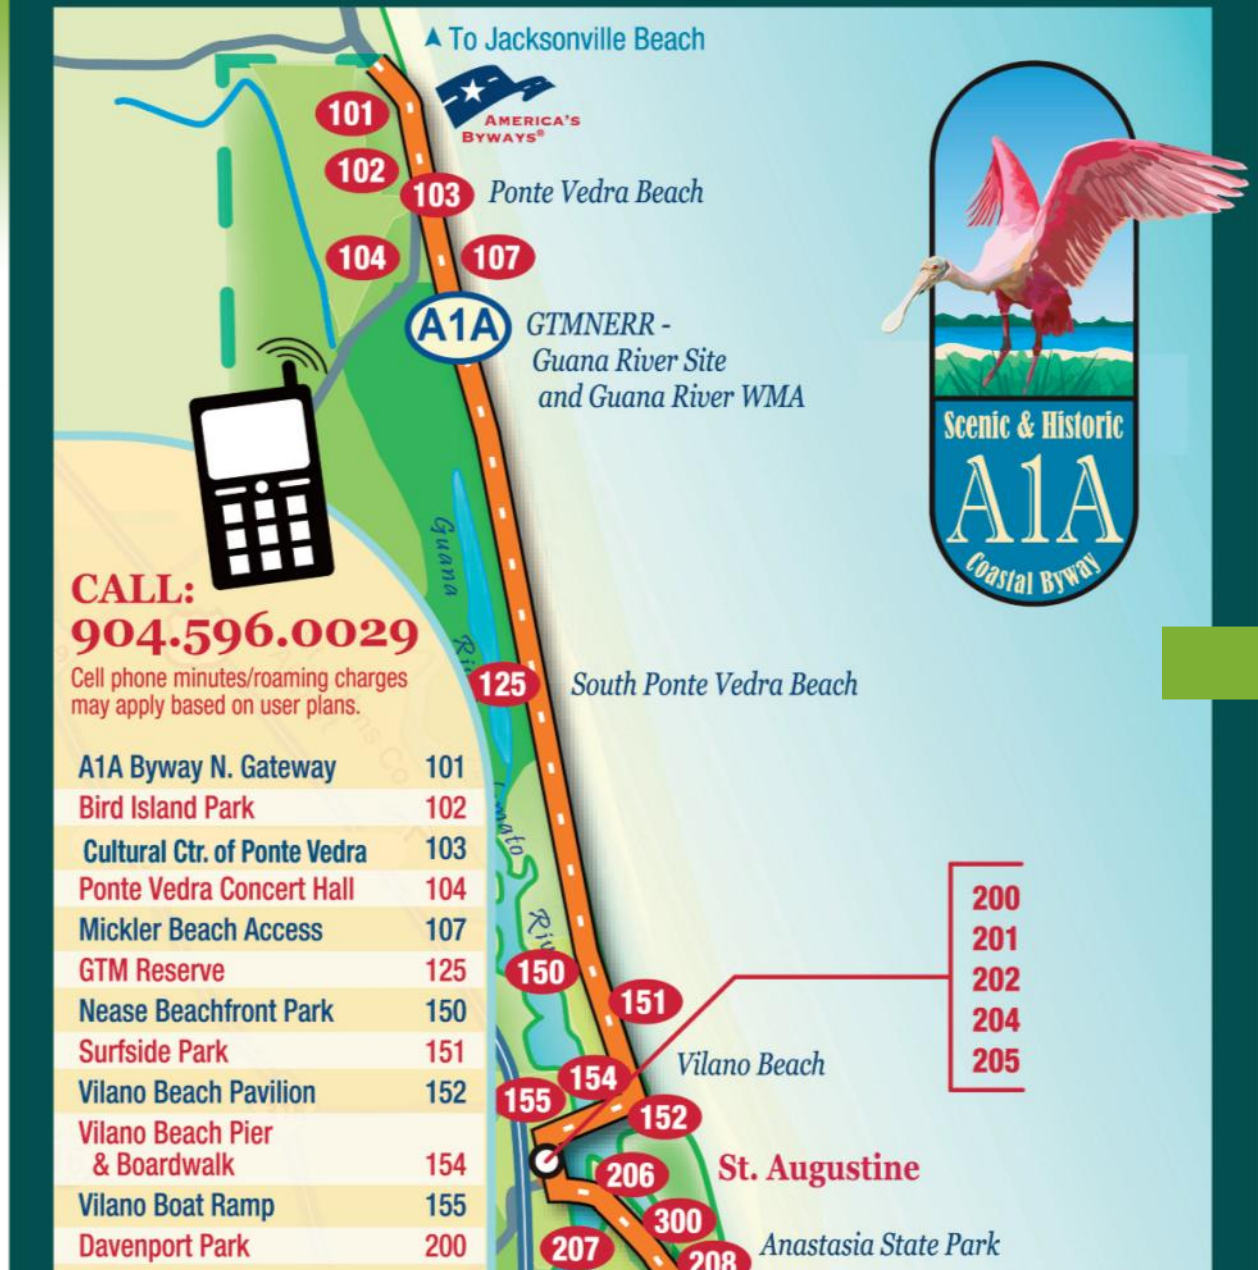 To Jacksonville Beach
AMERICA'S
BYWAYS®
101
102
103
Ponte Vedra Beach
104
107
A1A
GTMNERR -
Guana River Site
and Guana River WMA
Scenic & Historic
A1A
Coastal Byway
Guana
CALL:
904.596.0029
Cell phone minutes/roaming charges
may apply based on user plans.
125
South Ponte Vedra Beach
A1A Byway N. Gateway 101
Bird Island Park 102
Cultural Ctr. of Ponte Vedra 103
Ponte Vedra Concert Hall 104
Mickler Beach Access 107
GTM Reserve 125
Nease Beachfront Park 150
Surfside Park 151
Vilano Beach Pavilion 152
Vilano Beach Pier
& Boardwalk 154
Vilano Boat Ramp 155
Davenport Park 200
150
151
200
201
202
204
205
Vilano Beach
154
155
152
206
St. Augustine
300
207
208
Anastasia State Park